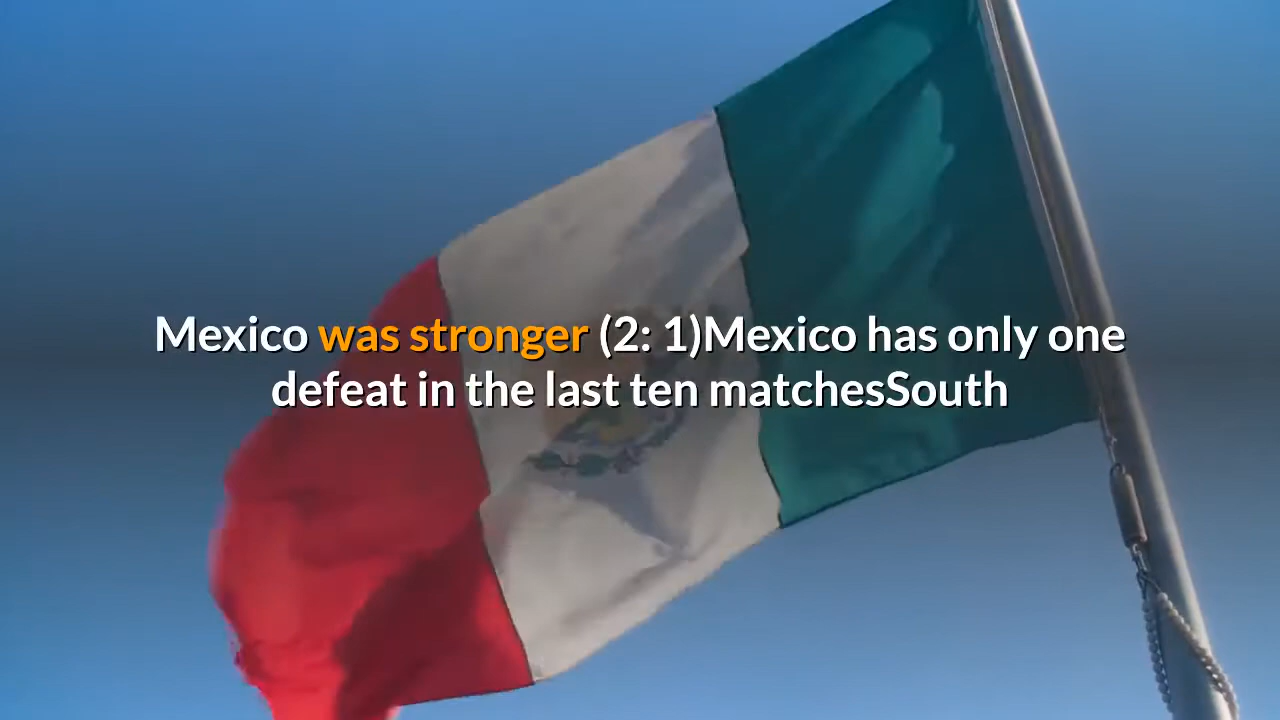 Mexico was stronger (2: 1)Mexico has only one
defeat in the last ten matchesSouth